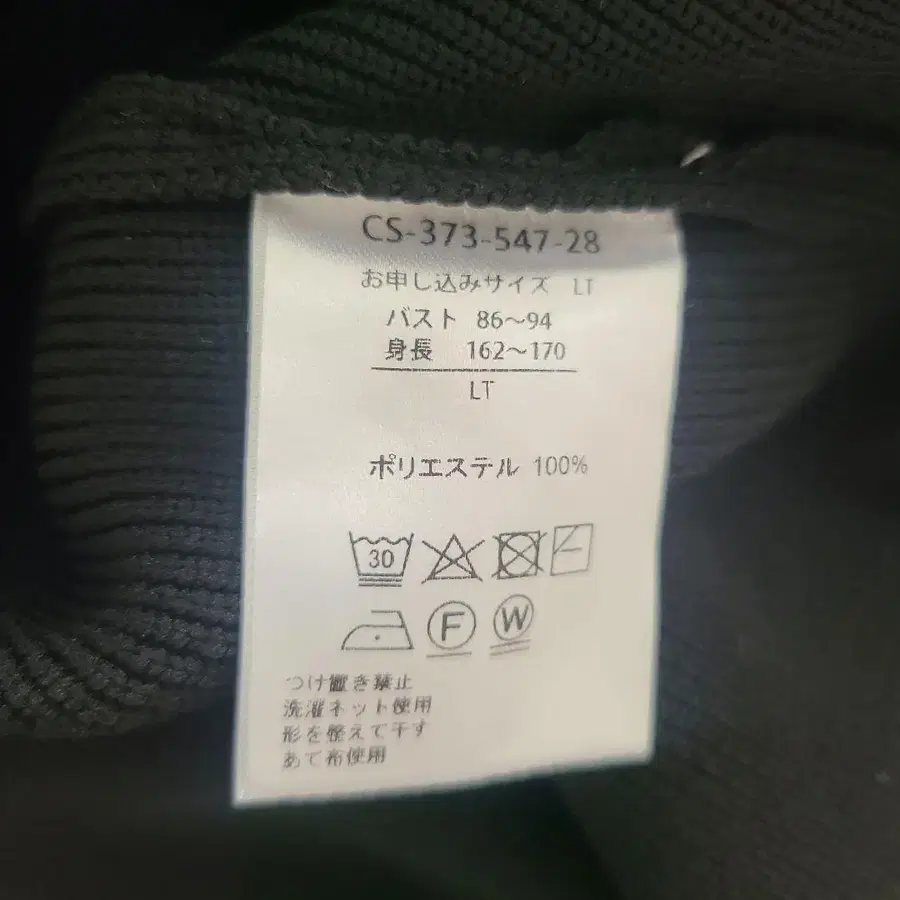 CS-373-547-28
お申し込みサイズ LT
バスト 86～94
身長 162～170
LT
ポリエステル 100%
30
F W
つけ置き禁止
洗濯ネット使用
形を整えて干す
あて布使用